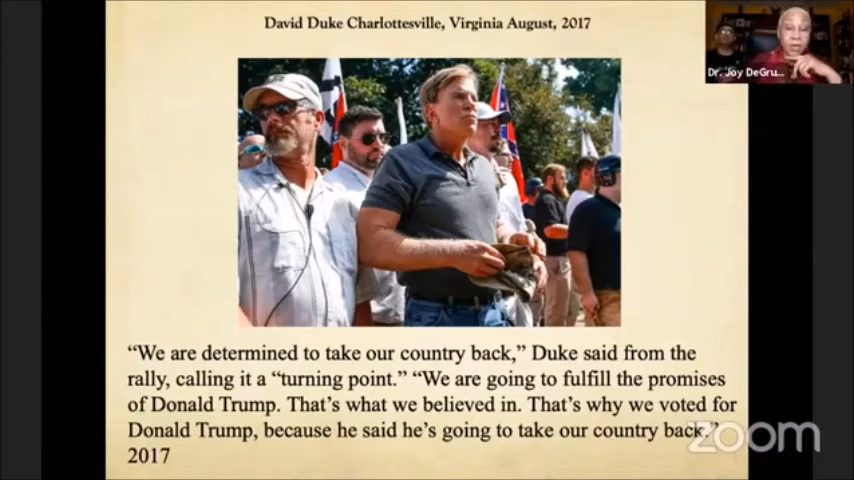 David Duke Charlottesville, Virginia August, 2017
Dr. Joy DeGru...
“We are determined to take our country back,” Duke said from the
rally, calling it a “turning point.” “We are going to fulfill the promises
of Donald Trump. That’s what we believed in. That’s why we voted for
Donald Trump, because he said he’s going to take our country back.”
2017
zoom